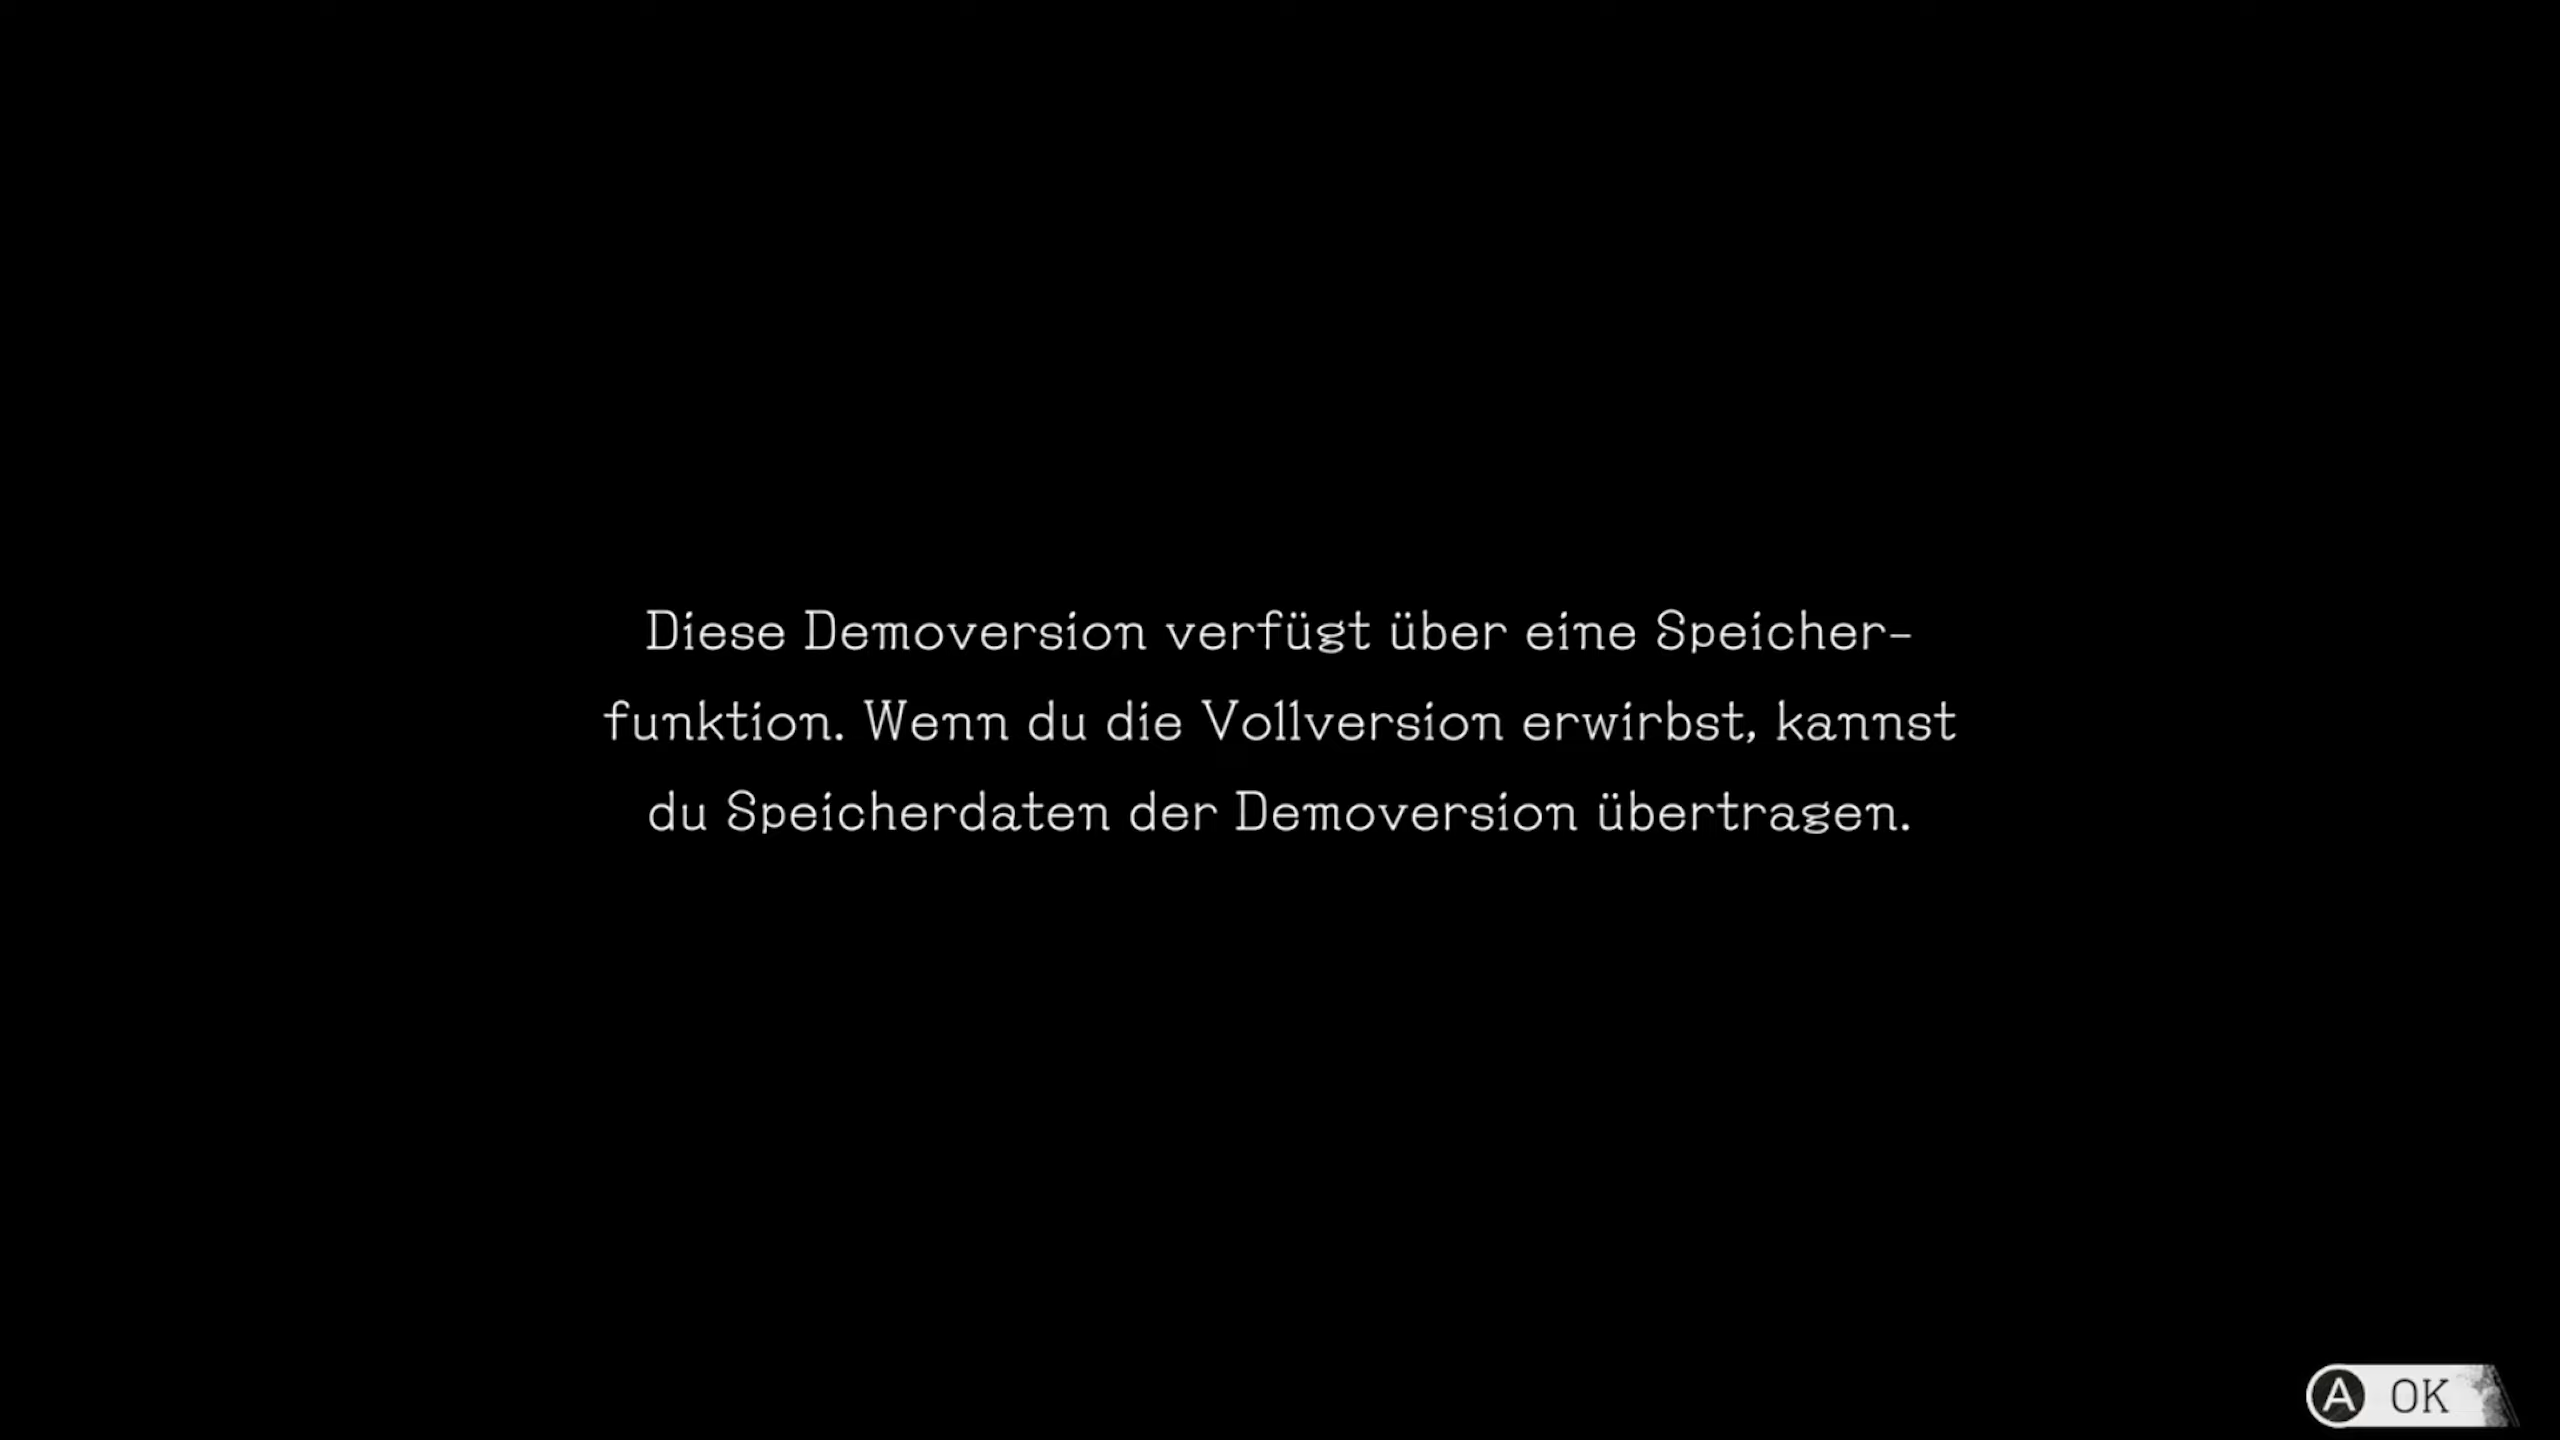 Diese Demoversion verfügt über eine Speicher-
funktion. Wenn du die Vollversion erwirbst, kannst
du Speicherdaten der Demoversion übertragen.
A OK